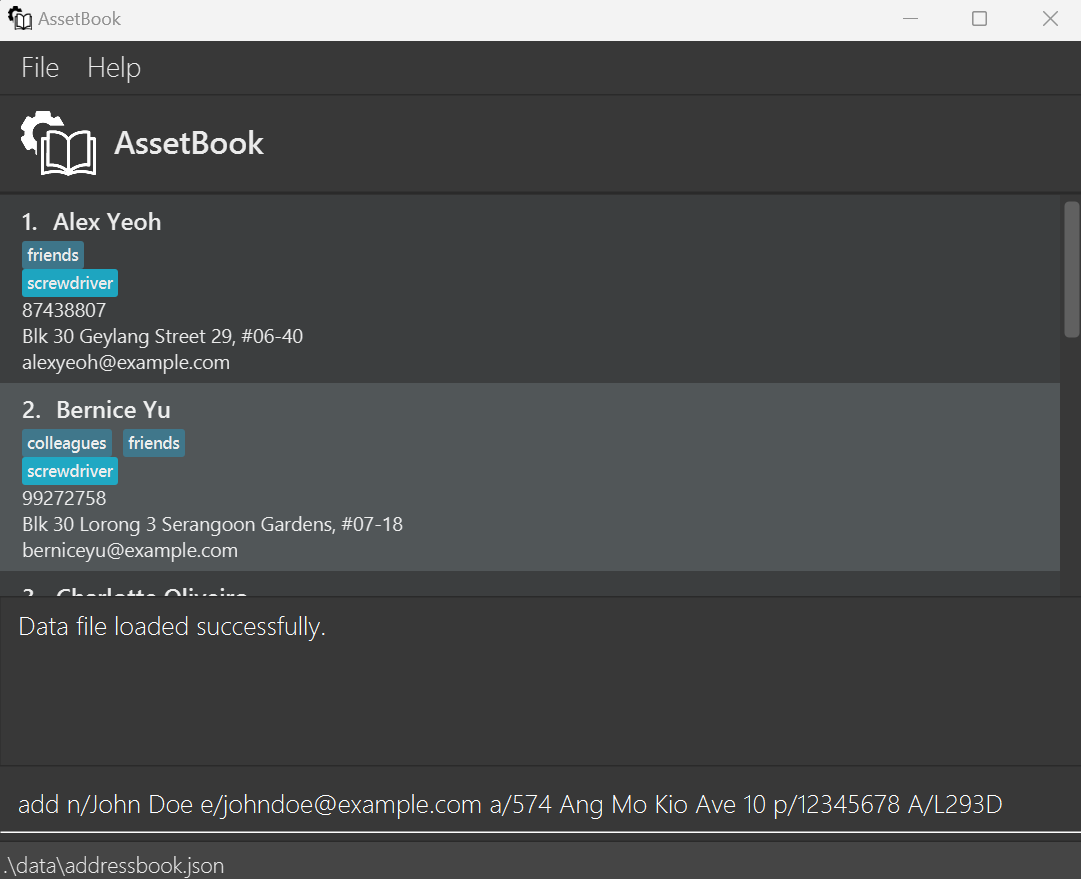 AssetBook
File Help
AssetBook
1. Alex Yeoh
friends
screwdriver
87438807
Blk 30 Geylang Street 29, #06-40
alexyeoh@example.com
2. Bernice Yu
colleagues friends
screwdriver
99272758
Blk 30 Lorong 3 Serangoon Gardens, #07-18
berniceyu@example.com
3. Charlotte Oliveiro
Data file loaded successfully.
add n/John Doe e/johndoe@example.com a/574 Ang Mo Kio Ave 10 p/12345678 A/L293D
.\data\addressbook.json